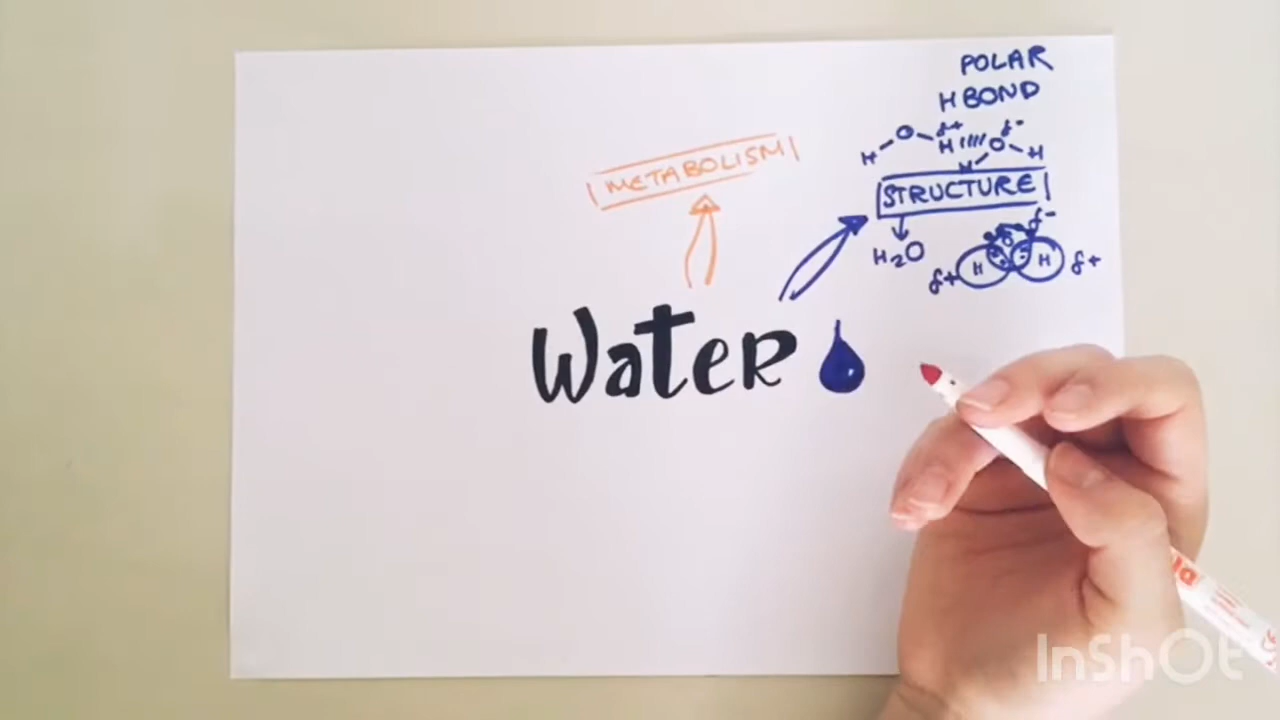 POLAR
H BOND
H O H δ+ |||| δ- O H H
METABOLISM
STRUCTURE
H2O
δ+ H O H δ- δ+
Water
InShOt